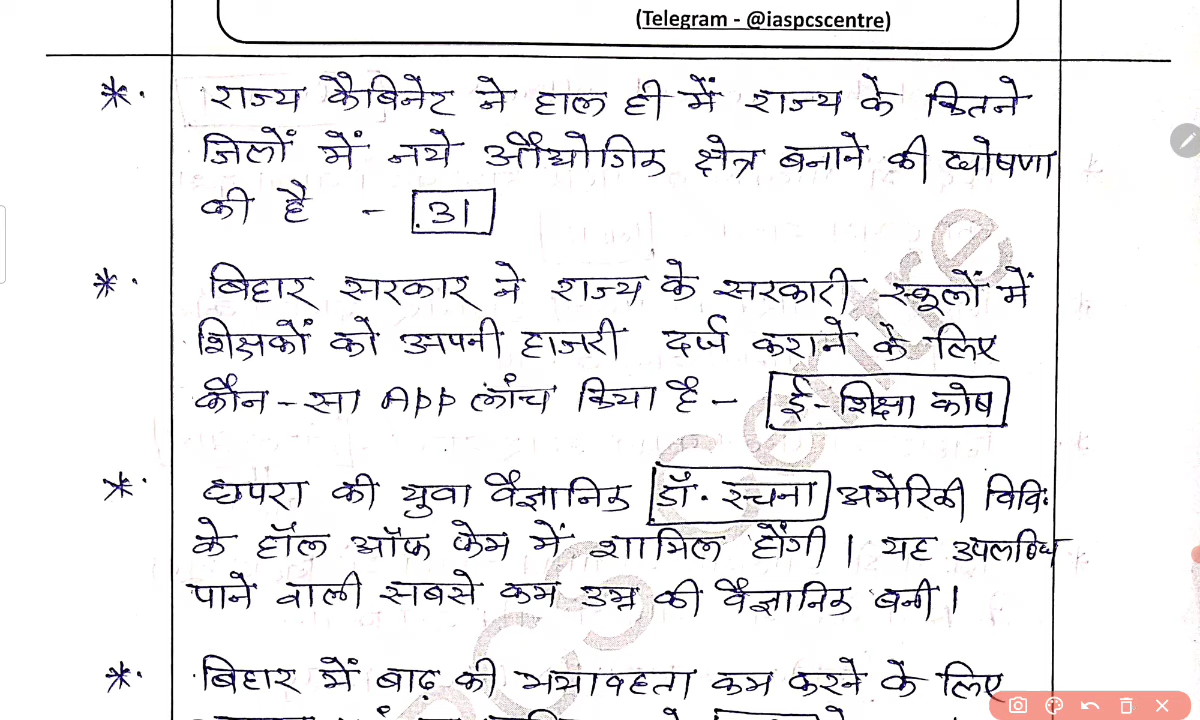 (Telegram - @iaspcscentre)
*. राज्य कैबिनेट ने हाल ही में राज्य के कितने
जिलों में नये औद्योगिक क्षेत्र बनाने की घोषणा
की है - 31
*. बिहार सरकार ने राज्य के सरकारी स्कूलों में
शिक्षकों को अपनी हाजरी दर्ज कराने के लिए
कौन-सा App लॉच किया है - ई-शिक्षा कोष
*. छपरा की युवा वैज्ञानिक डॉ. रचना अमेरिकी विवि:
के हॉल ऑफ फेम में शामिल होंगी। यह उपलब्धि
पाने वाली सबसे कम उम्र की वैज्ञानिक बनी।
*. बिहार में बाढ़ की भयावहता कम करने के लिए